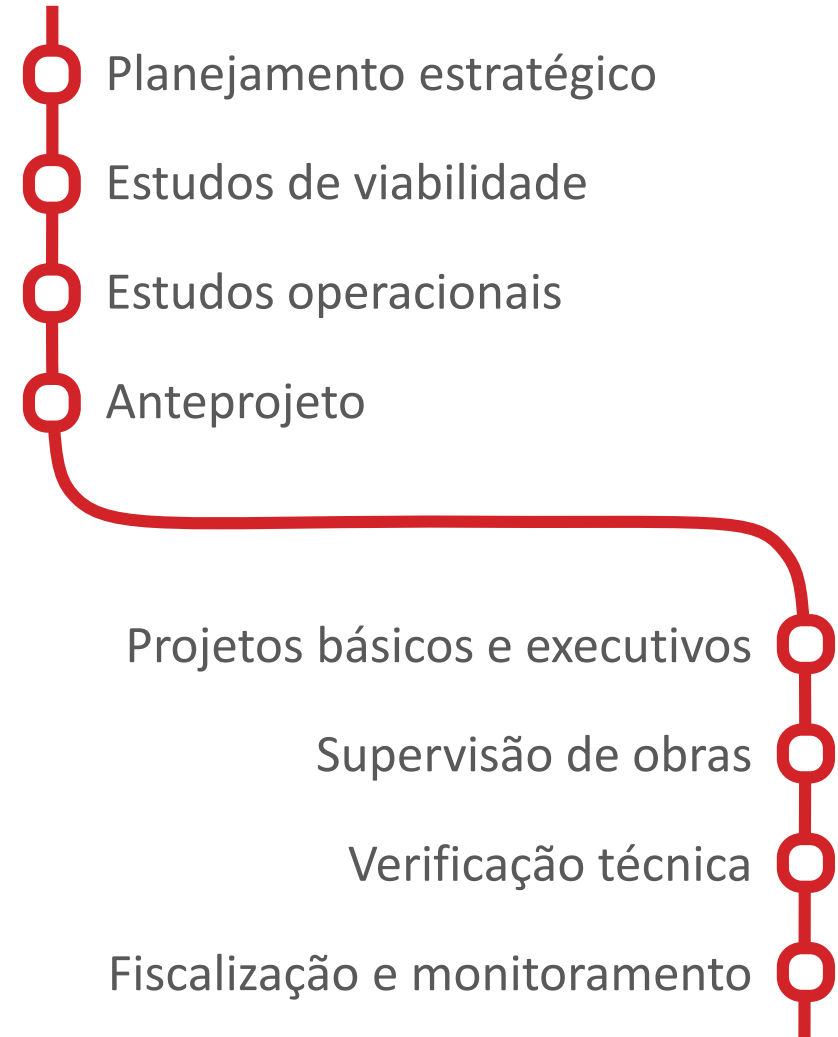 Planejamento estratégico
Estudos de viabilidade
Estudos operacionais
Anteprojeto
Projetos básicos e executivos
Supervisão de obras
Verificação técnica
Fiscalização e monitoramento